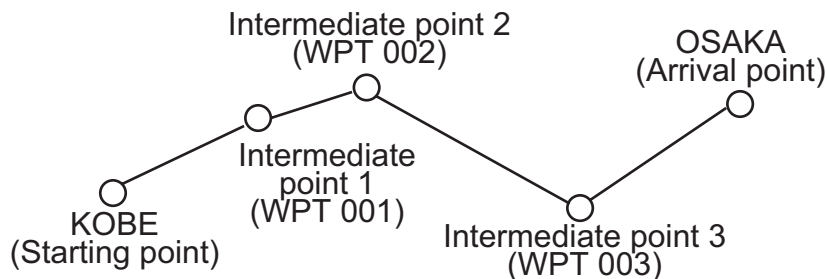 Intermediate point 2
(WPT 002)
OSAKA
(Arrival point)
Intermediate
point 1
(WPT 001)
KOBE
(Starting point)
Intermediate point 3
(WPT 003)